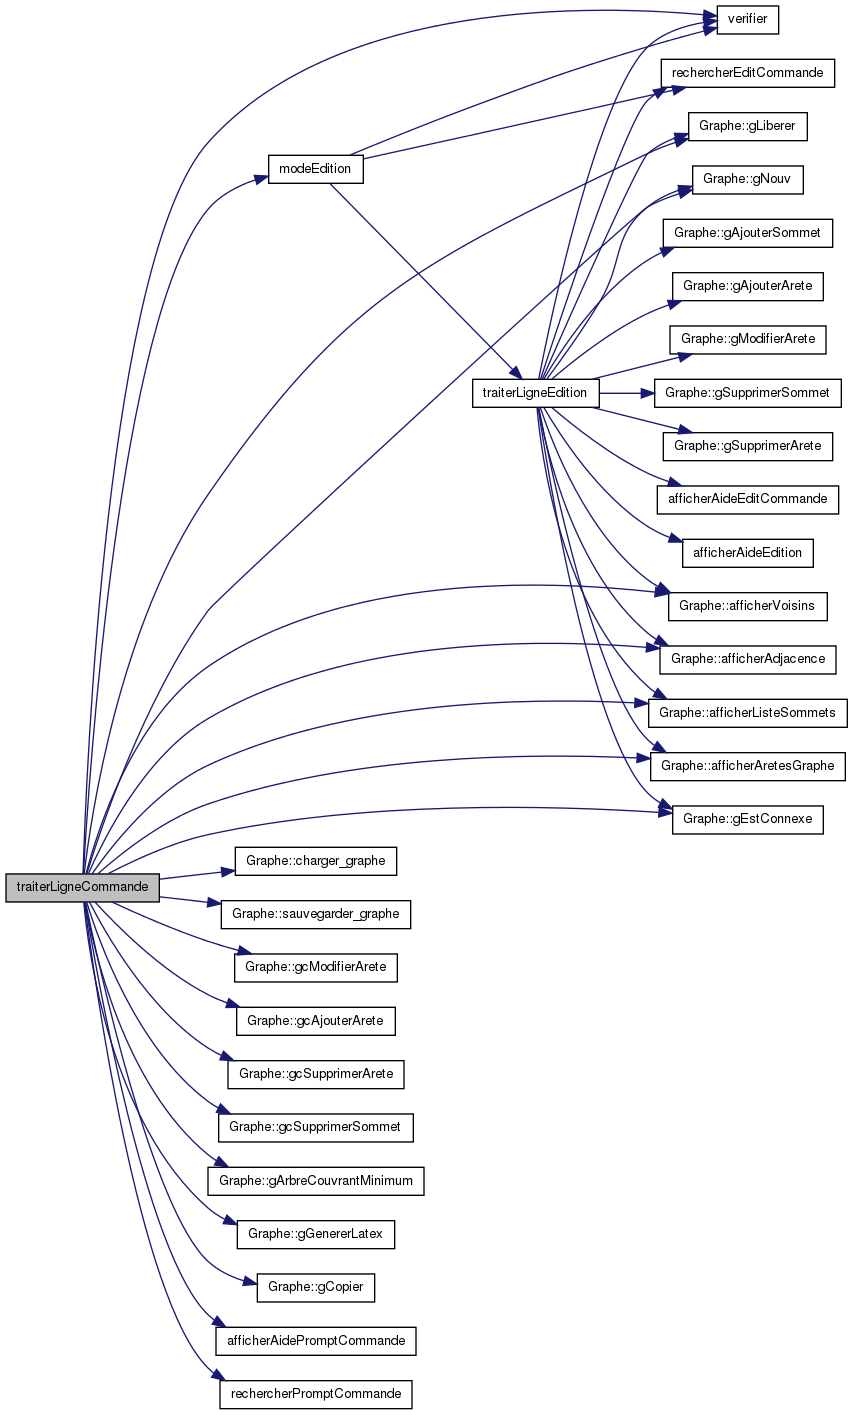 verifier
rechercherEditCommande
Graphe::gLiberer
modeEdition
Graphe::gNouv
Graphe::gAjouterSommet
Graphe::gAjouterArete
Graphe::gModifierArete
traiterLigneEdition
Graphe::gSupprimerSommet
Graphe::gSupprimerArete
afficherAideEditCommande
afficherAideEdition
Graphe::afficherVoisins
Graphe::afficherAdjacence
Graphe::afficherListeSommets
Graphe::afficherAretesGraphe
Graphe::gEstConnexe
Graphe::charger_graphe
traiterLigneCommande
Graphe::sauvegarder_graphe
Graphe::gcModifierArete
Graphe::gcAjouterArete
Graphe::gcSupprimerArete
Graphe::gcSupprimerSommet
Graphe::gArbreCouvrantMinimum
Graphe::gGenererLatex
Graphe::gCopier
afficherAidePromptCommande
rechercherPromptCommande